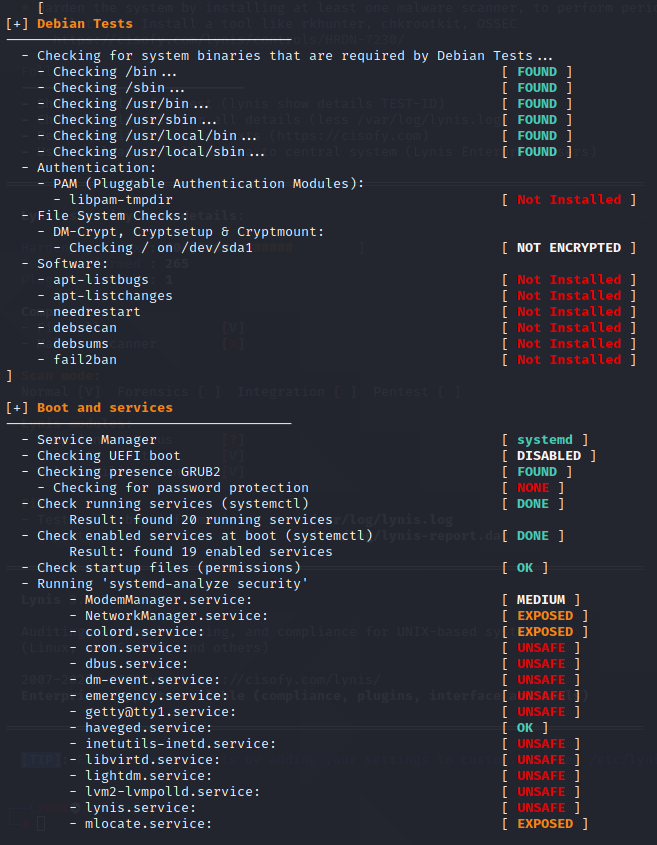 [
[+] Debian Tests
------------------------------------
- Checking for system binaries that are required by Debian Tests...
- Checking /bin... [ FOUND ]
- Checking /sbin... [ FOUND ]
- Checking /usr/bin... [ FOUND ]
- Checking /usr/sbin... [ FOUND ]
- Checking /usr/local/bin... [ FOUND ]
- Checking /usr/local/sbin... [ FOUND ]
- Authentication:
- PAM (Pluggable Authentication Modules):
- libpam-tmpdir [ Not Installed ]
- File System Checks:
- DM-Crypt, Cryptsetup & Cryptmount:
- Checking / on /dev/sda1 [ NOT ENCRYPTED ]
- Software:
- apt-listbugs [ Not Installed ]
- apt-listchanges [ Not Installed ]
- needrestart [ Not Installed ]
- debsecan [ Not Installed ]
- debsums [ Not Installed ]
- fail2ban [ Not Installed ]
]
[+] Boot and services
------------------------------------
- Service Manager [ systemd ]
- Checking UEFI boot [ DISABLED ]
- Checking presence GRUB2 [ FOUND ]
- Checking for password protection [ NONE ]
- Check running services (systemctl) [ DONE ]
Result: found 20 running services
- Check enabled services at boot (systemctl) [ DONE ]
Result: found 19 enabled services
- Check startup files (permissions) [ OK ]
- Running 'systemd-analyze security'
- ModemManager.service: [ MEDIUM ]
- NetworkManager.service: [ EXPOSED ]
- colord.service: [ EXPOSED ]
- cron.service: [ UNSAFE ]
- dbus.service: [ UNSAFE ]
- dm-event.service: [ UNSAFE ]
- emergency.service: [ UNSAFE ]
- getty@tty1.service: [ UNSAFE ]
- haveged.service: [ OK ]
- inetutils-inetd.service: [ UNSAFE ]
- libvirtd.service: [ UNSAFE ]
- lightdm.service: [ UNSAFE ]
- lvm2-lvmpolld.service: [ UNSAFE ]
- lynis.service: [ UNSAFE ]
- mlocate.service: [ EXPOSED ]